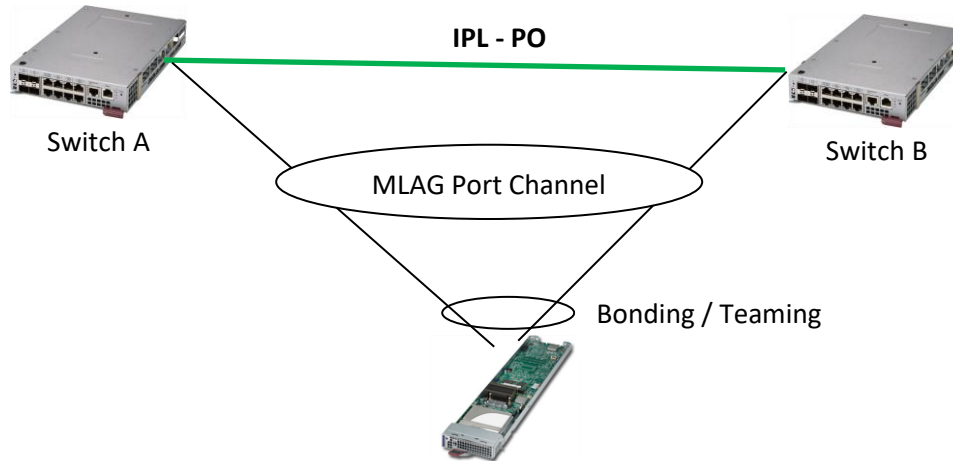 IPL - PO
Switch A
Switch B
MLAG Port Channel
Bonding / Teaming